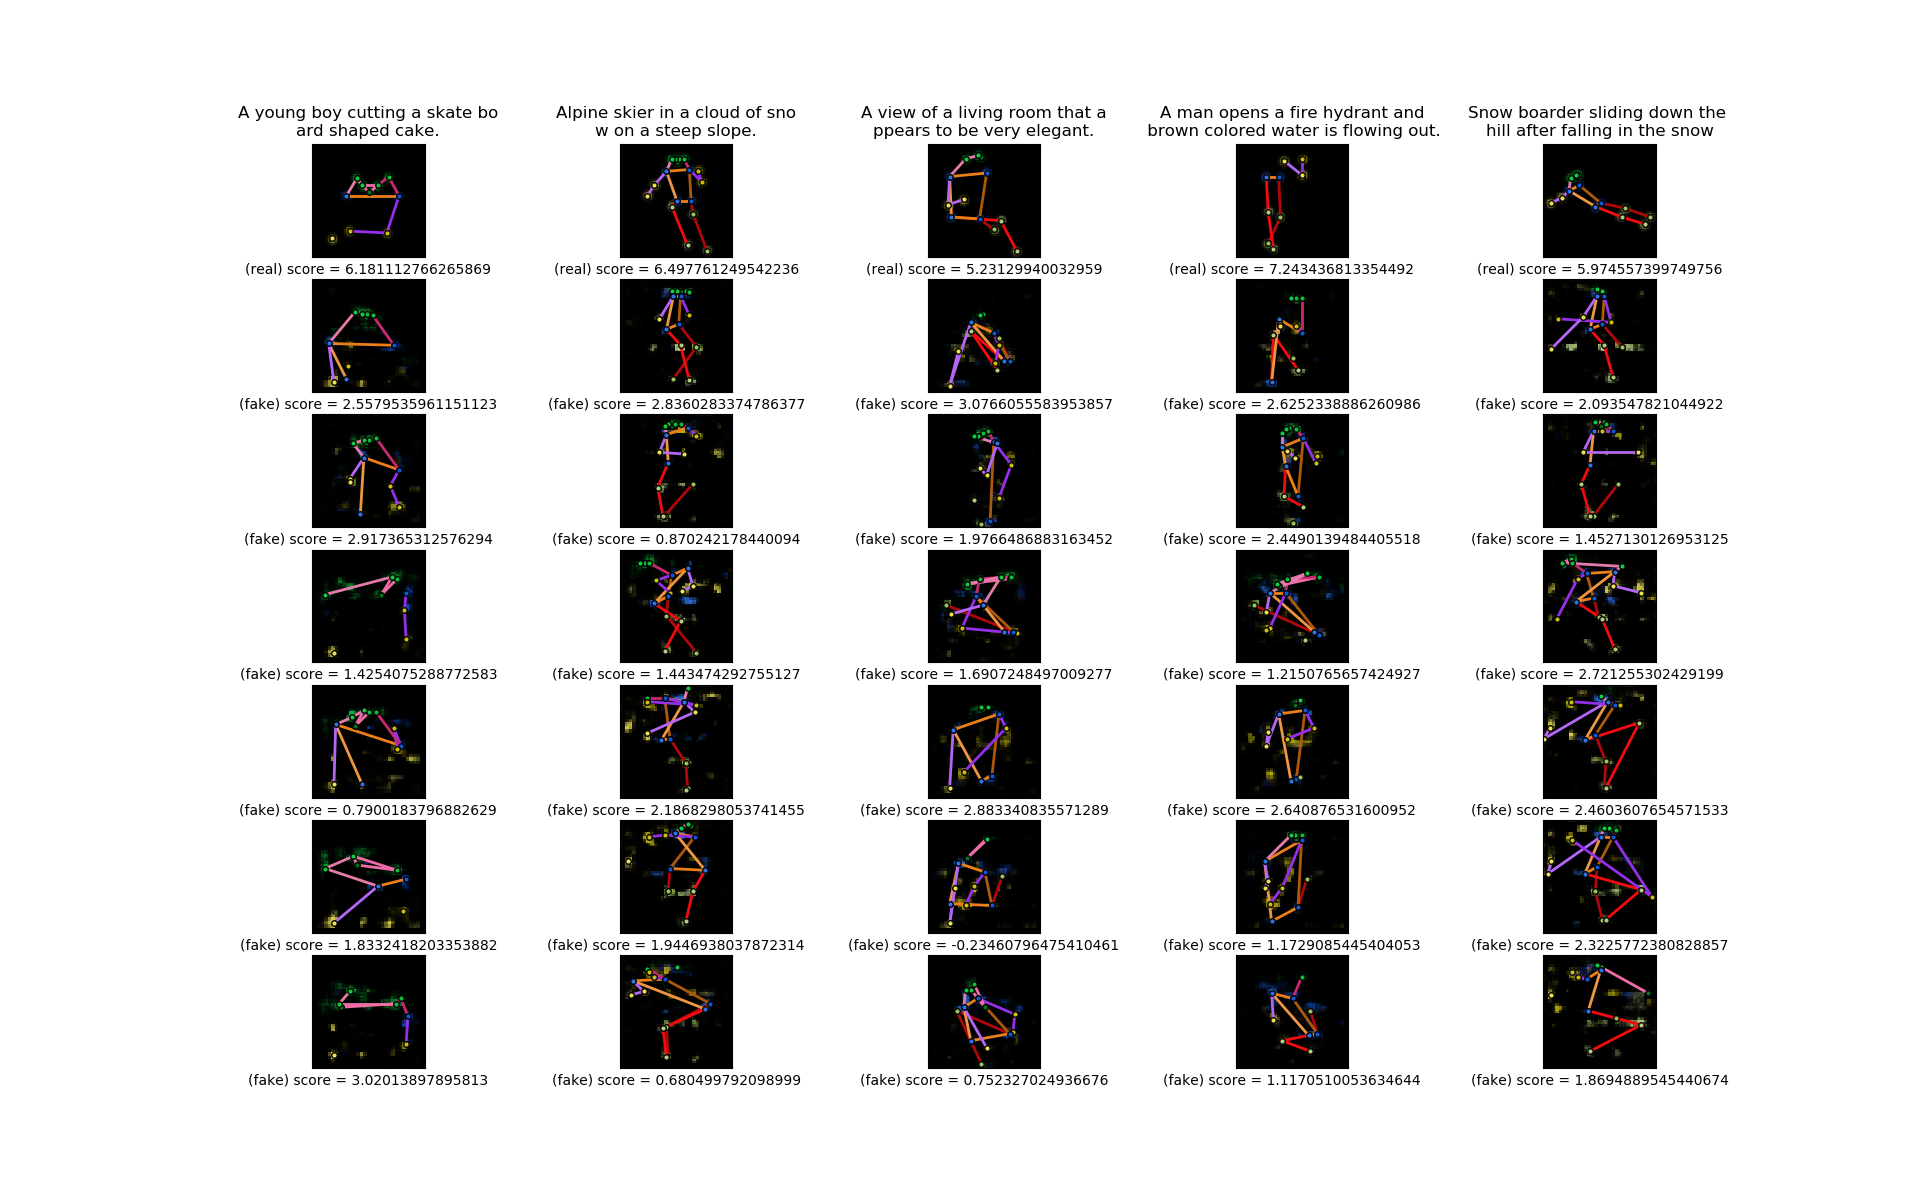 A young boy cutting a skate bo
ard shaped cake.
Alpine skier in a cloud of sno
w on a steep slope.
A view of a living room that a
ppears to be very elegant.
A man opens a fire hydrant and
brown colored water is flowing out.
Snow boarder sliding down the
hill after falling in the snow
(real) score = 6.181112766265869
(real) score = 6.497761249542236
(real) score = 5.23129940032959
(real) score = 7.243436813354492
(real) score = 5.974557399749756
(fake) score = 2.5579535961151123
(fake) score = 2.8360283374786377
(fake) score = 3.0766055583953857
(fake) score = 2.6252338886260986
(fake) score = 2.093547821044922
(fake) score = 2.917365312576294
(fake) score = 0.870242178440094
(fake) score = 1.9766486883163452
(fake) score = 2.4490139484405518
(fake) score = 1.4527130126953125
(fake) score = 1.4254075288772583
(fake) score = 1.443474292755127
(fake) score = 1.6907248497009277
(fake) score = 1.2150765657424927
(fake) score = 2.721255302429199
(fake) score = 0.7900183796882629
(fake) score = 2.1868298053741455
(fake) score = 2.883340835571289
(fake) score = 2.640876531600952
(fake) score = 2.4603607654571533
(fake) score = 1.8332418203353882
(fake) score = 1.9446938037872314
(fake) score = -0.23460796475410461
(fake) score = 1.1729085445404053
(fake) score = 2.3225772380828857
(fake) score = 3.02013897895813
(fake) score = 0.680499792098999
(fake) score = 0.752327024936676
(fake) score = 1.1170510053634644
(fake) score = 1.8694889545440674